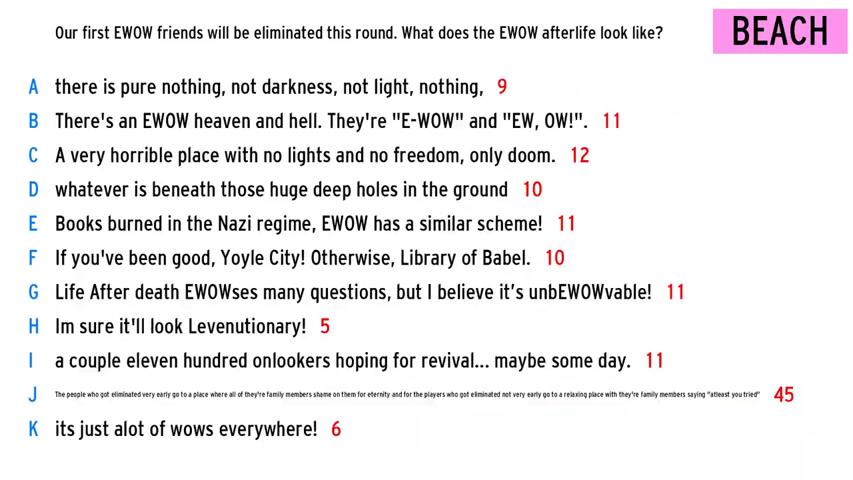 Our first EWOW friends will be eliminated this round. What does the EWOW afterlife look like?
BEACH
A there is pure nothing, not darkness, not light, nothing, 9
B There's an EWOW heaven and hell. They're "E-WOW" and "EW, OW!". 11
C A very horrible place with no lights and no freedom, only doom. 12
D whatever is beneath those huge deep holes in the ground 10
E Books burned in the Nazi regime, EWOW has a similar scheme! 11
F If you've been good, Yoyle City! Otherwise, Library of Babel. 10
G Life After death EWOWses many questions, but I believe it's unbEWOWvable! 11
H Im sure it'll look Levenutionary! 5
I a couple eleven hundred onlookers hoping for revival... maybe some day. 11
J The people who got eliminated very early go to a place where all of they're family members shame on them for eternity and for the players who got eliminated not very early go to a relaxing place with they're family members saying "atleast you tried" 45
K its just alot of wows everywhere! 6